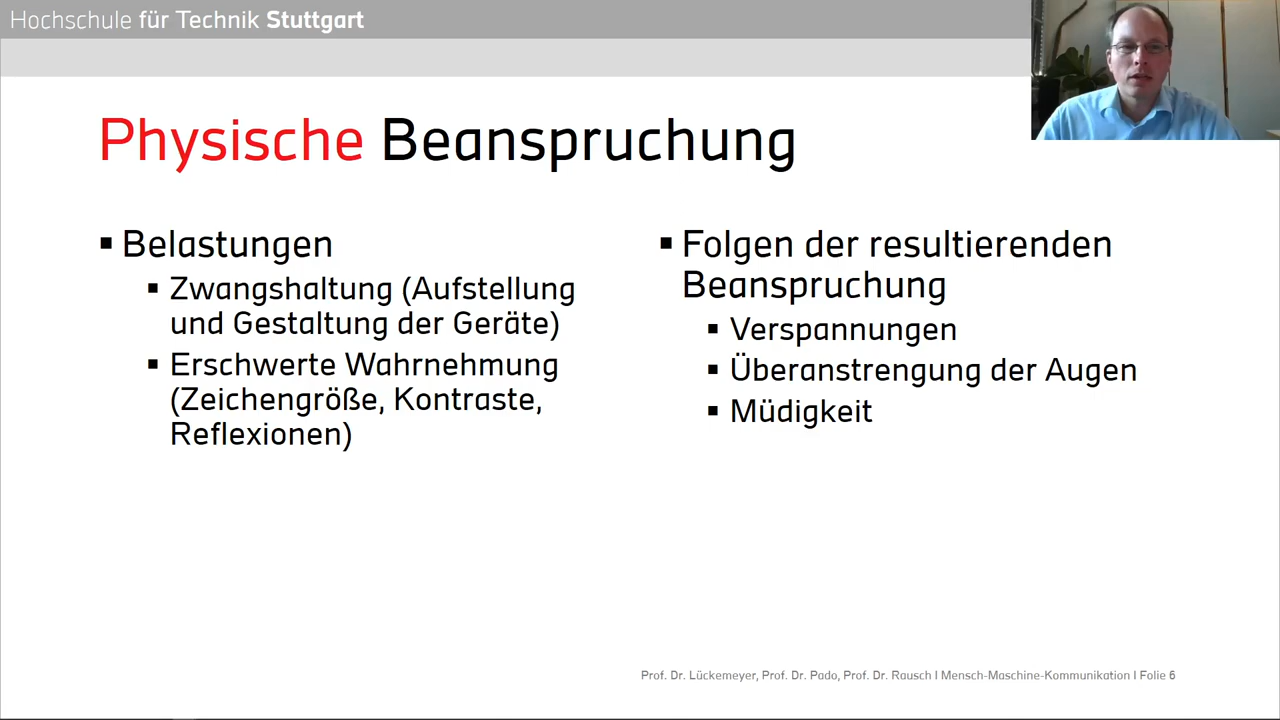 Hochschule für Technik Stuttgart
Physische Beanspruchung
▪ Belastungen
▪ Zwangshaltung (Aufstellung
und Gestaltung der Geräte)
▪ Erschwerte Wahrnehmung
(Zeichengröße, Kontraste,
Reflexionen)
▪ Folgen der resultierenden
Beanspruchung
▪ Verspannungen
▪ Überanstrengung der Augen
▪ Müdigkeit
Prof. Dr. Lückemeyer, Prof. Dr. Pado, Prof. Dr. Rausch I Mensch-Maschine-Kommunikation I Folie 6